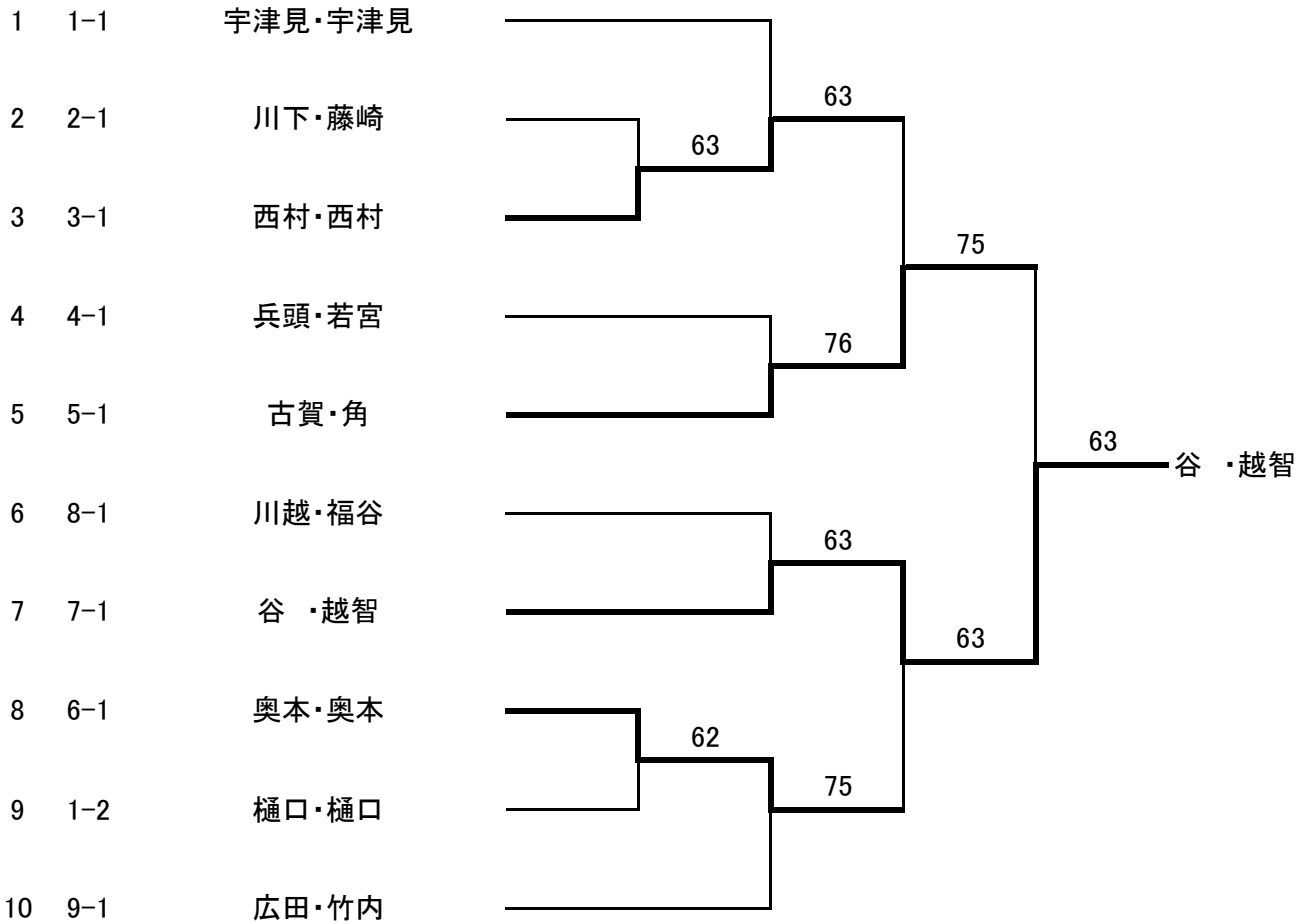 1 1-1 宇津見・宇津見
63
2 2-1 川下・藤崎
63
3 3-1 西村・西村
75
4 4-1 兵頭・若宮
76
5 5-1 古賀・角
63
谷　・越智
6 8-1 川越・福谷
63
7 7-1 谷　・越智
63
8 6-1 奥本・奥本
62
75
9 1-2 樋口・樋口
10 9-1 広田・竹内